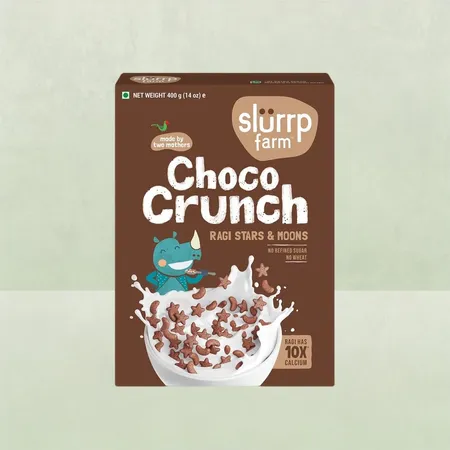 NET WEIGHT 400 g (14 oz) e
slürrp
farm
made by
two mothers
Choco
Crunch
RAGI STARS & MOONS
NO REFINED SUGAR
NO WHEAT
RAGI HAS
10X
CALCIUM